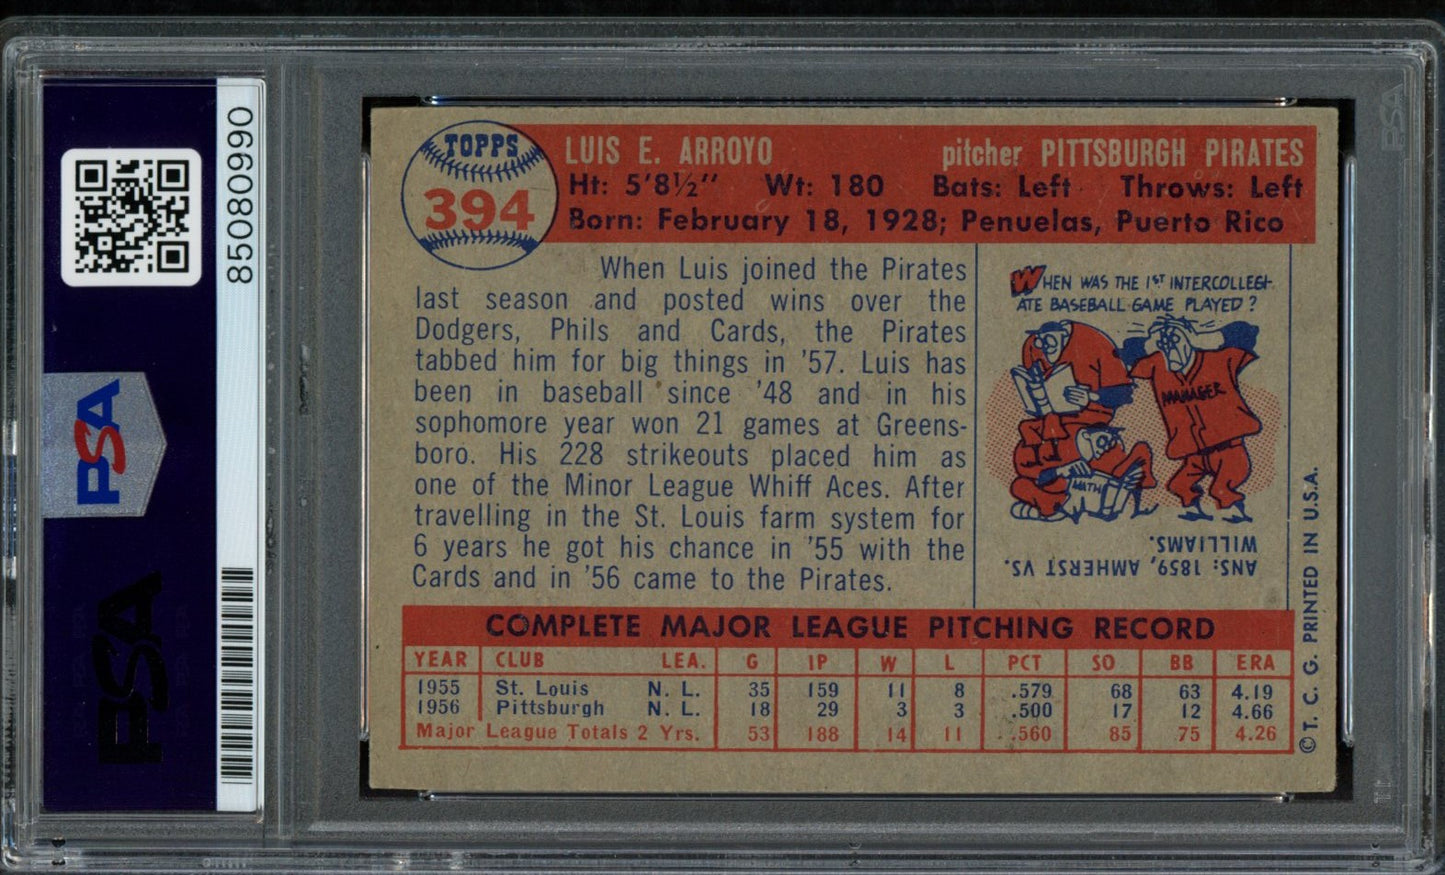 85080990
PSA
PSA
PSA
TOPPS
394
LUIS E. ARROYO pitcher PITTSBURGH PIRATES
Ht: 5'8½" Wt: 180 Bats: Left Throws: Left
Born: February 18, 1928; Penuelas, Puerto Rico
When Luis joined the Pirates
last season and posted wins over the
Dodgers, Phils and Cards, the Pirates
tabbed him for big things in '57. Luis has
been in baseball since '48 and in his
sophomore year won 21 games at Greens-
boro. His 228 strikeouts placed him as
one of the Minor League Whiff Aces. After
travelling in the St. Louis farm system for
6 years he got his chance in '55 with the
Cards and in '56 came to the Pirates.
WHEN WAS THE 1ST INTERCOLLEGI-
ATE BASEBALL GAME PLAYED?
MANAGER
MATH
ANS: 1859, AMHERST VS.
WILLIAMS.
COMPLETE MAJOR LEAGUE PITCHING RECORD
YEAR CLUB LEA. G IP W L PCT SO BB ERA
1955 St. Louis N. L. 35 159 11 8 .579 68 63 4.19
1956 Pittsburgh N. L. 18 29 3 3 .500 17 12 4.66
Major League Totals 2 Yrs. 53 188 14 11 .560 85 75 4.26
© T. C. G. PRINTED IN U.S.A.